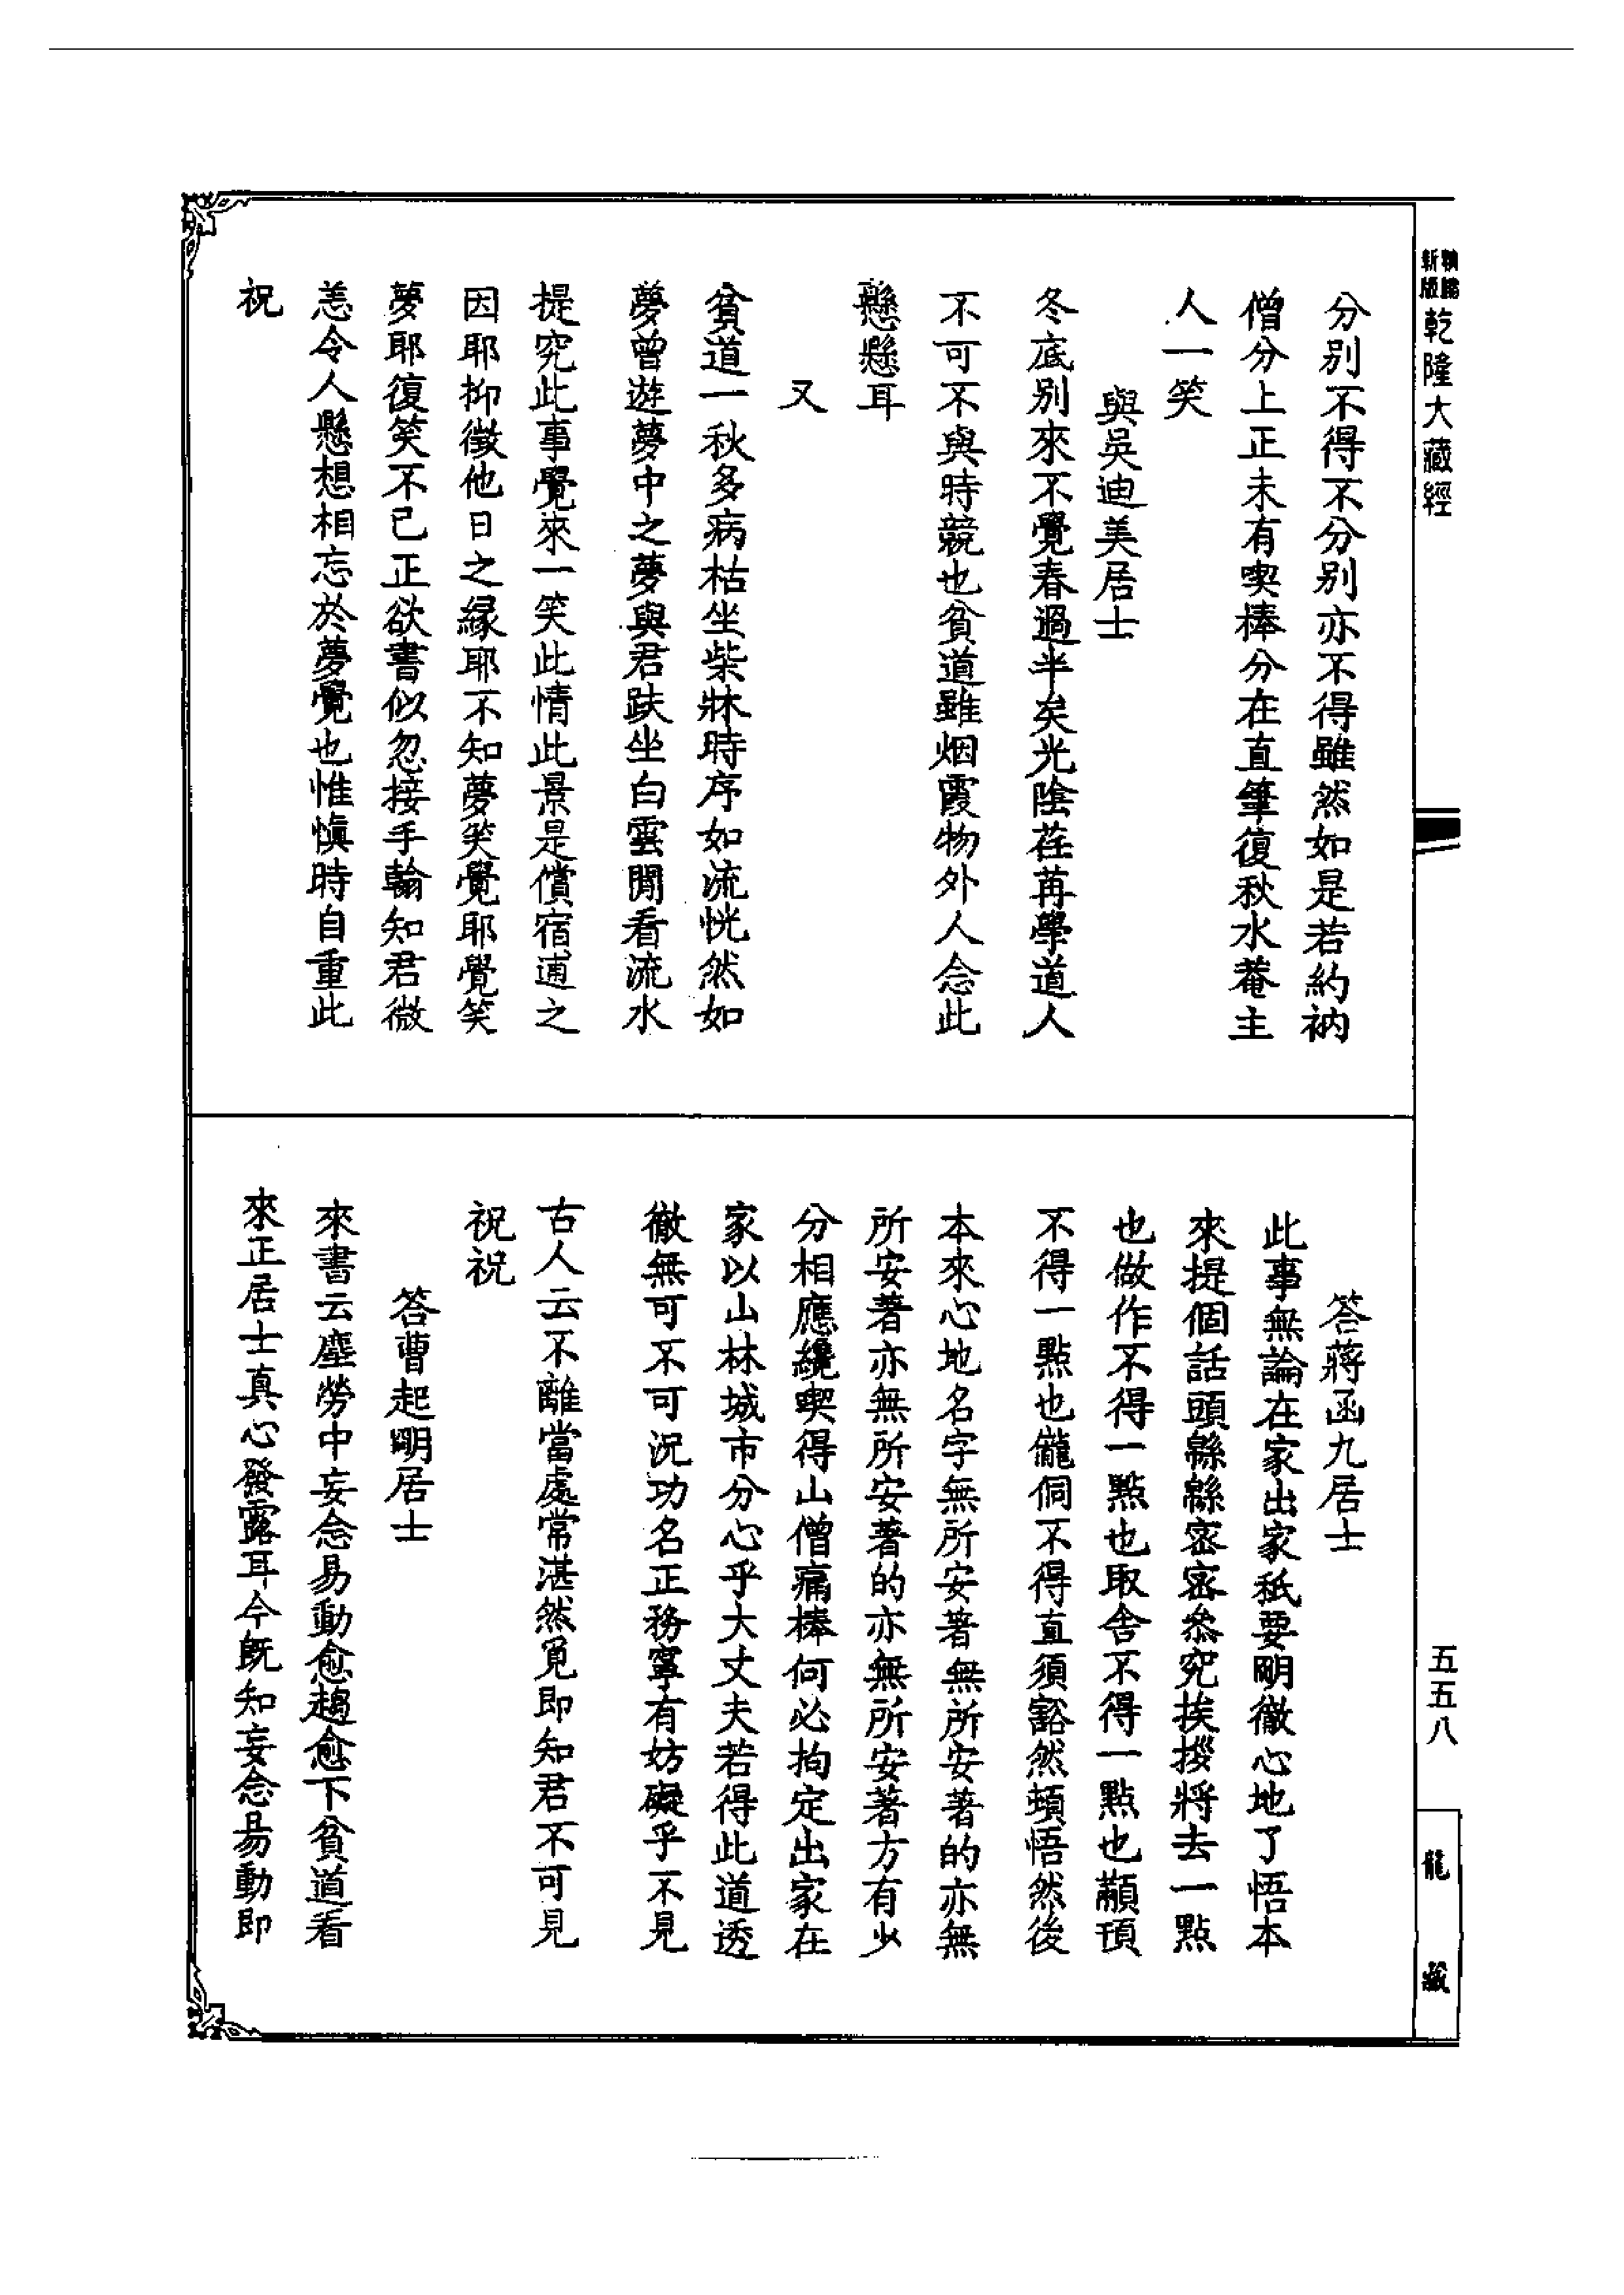 新版
乾隆大藏經
分別不得不分別亦不得雖然如是若約衲
僧分上正未有喫棒分在直筆復秋水菴主
人一笑
與吳迪美居士
冬底別來不覺春過半矣光陰荏苒學道人
不可不與時競也貧道雖烟霞物外人念此
懸懸耳
又
貧道一秋多病枯坐柴牀時序如流恍然如
夢曾遊夢中之夢與君趺坐白雲閒看流水
提究此事覺來一笑此情此景是償宿逋之
因耶抑徵他日之緣耶不知夢笑覺耶覺笑
夢耶復笑不已正欲書似忽接手翰知君微
恙令人懸想相忘於夢覺也惟慎時自重此
祝
五五八
龍藏
答蔣函九居士
此事無論在家出家秖要明徹心地了悟本
來提個話頭緜緜密密叅究挨拶將去一點
也做作不得一點也取舍不得一點也顢頇
不得一點也儱侗不得直須豁然頓悟然後
本來心地名字無所安著無所安著的亦無
所安著亦無所安著的亦無所安著方有少
分相應纔喫得山僧痛棒何必拘定出家在
家以山林城市分心乎大丈夫若得此道透
徹無可不可況功名正務寧有妨礙乎不見
古人云不離當處常湛然覓即知君不可見
祝祝
答曹起明居士
來書云塵勞中妄念易動愈趨愈下貧道看
來正居士真心發露耳今既知妄念易動即